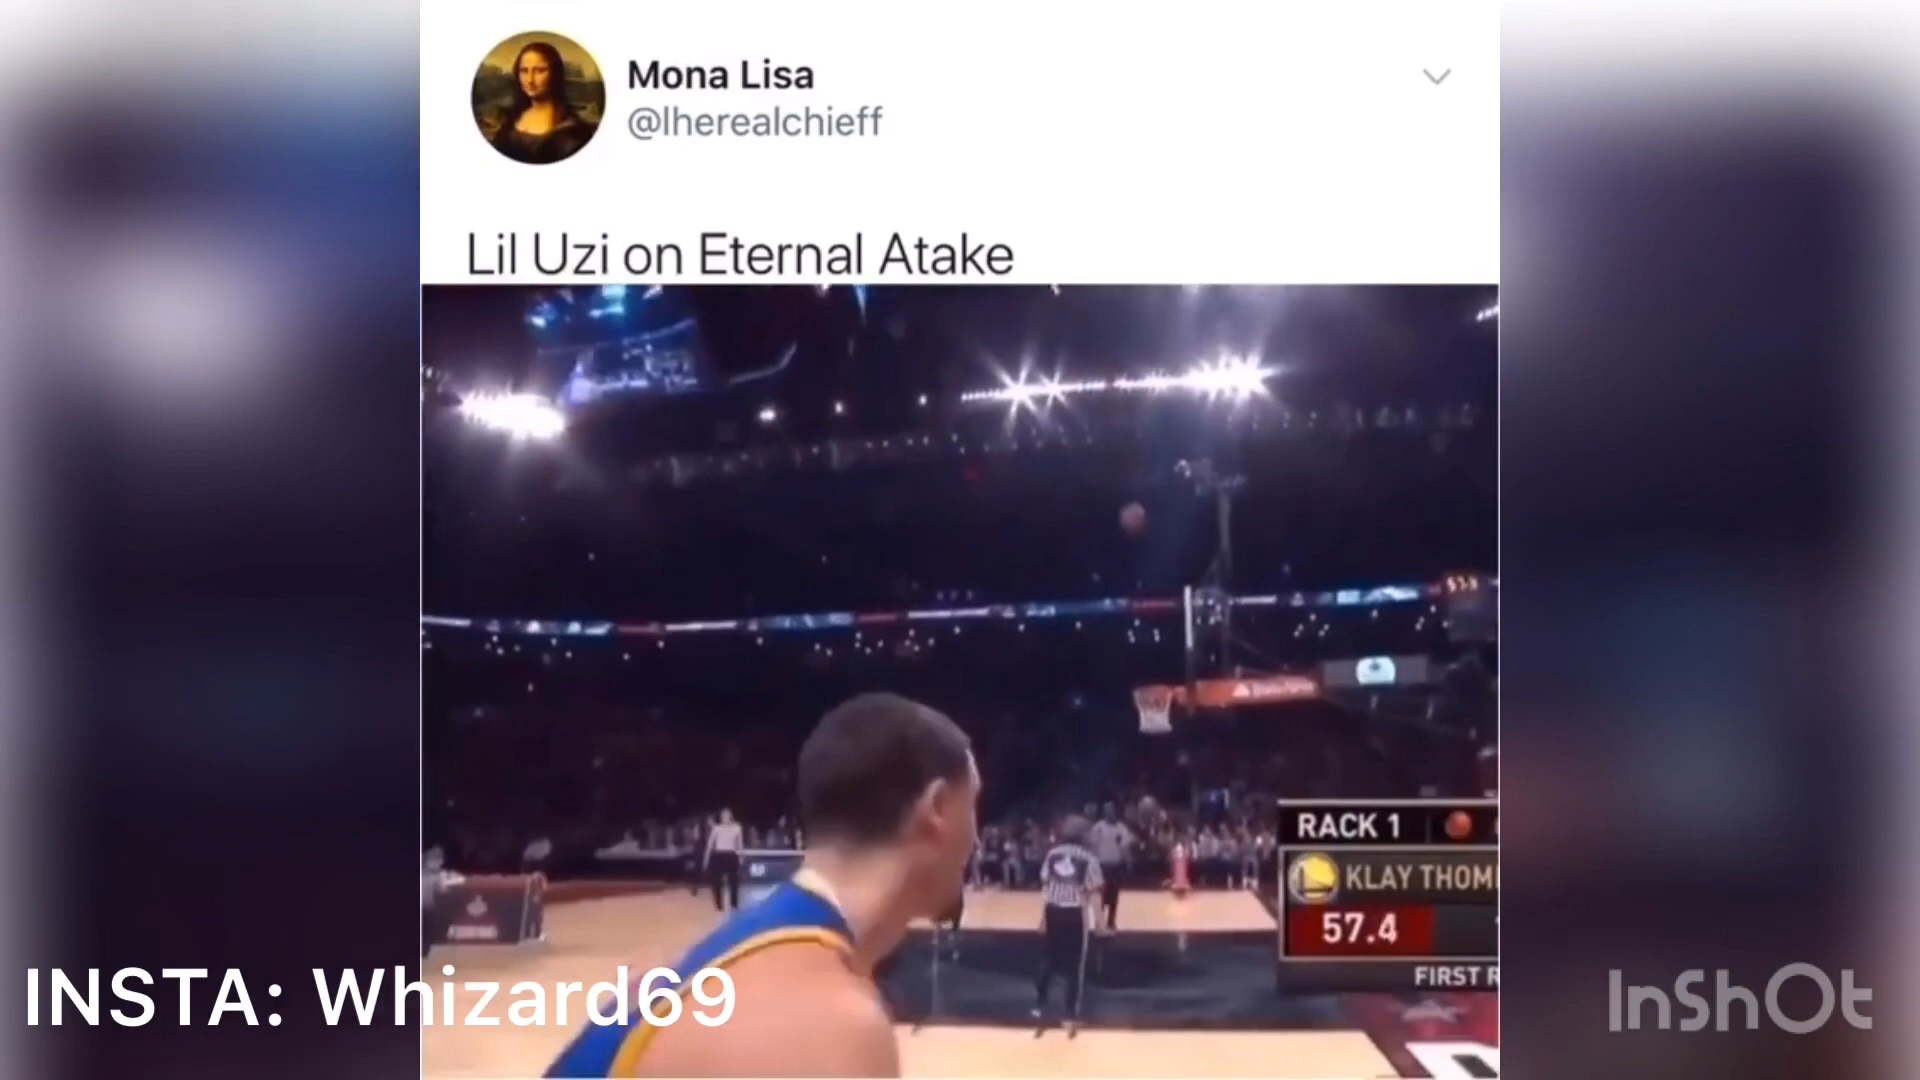 Mona Lisa
@lherealchieff
Lil Uzi on Eternal Atake
RACK 1
KLAY THOM
57.4
FIRST R
INSTA: Whizard69
InShOt